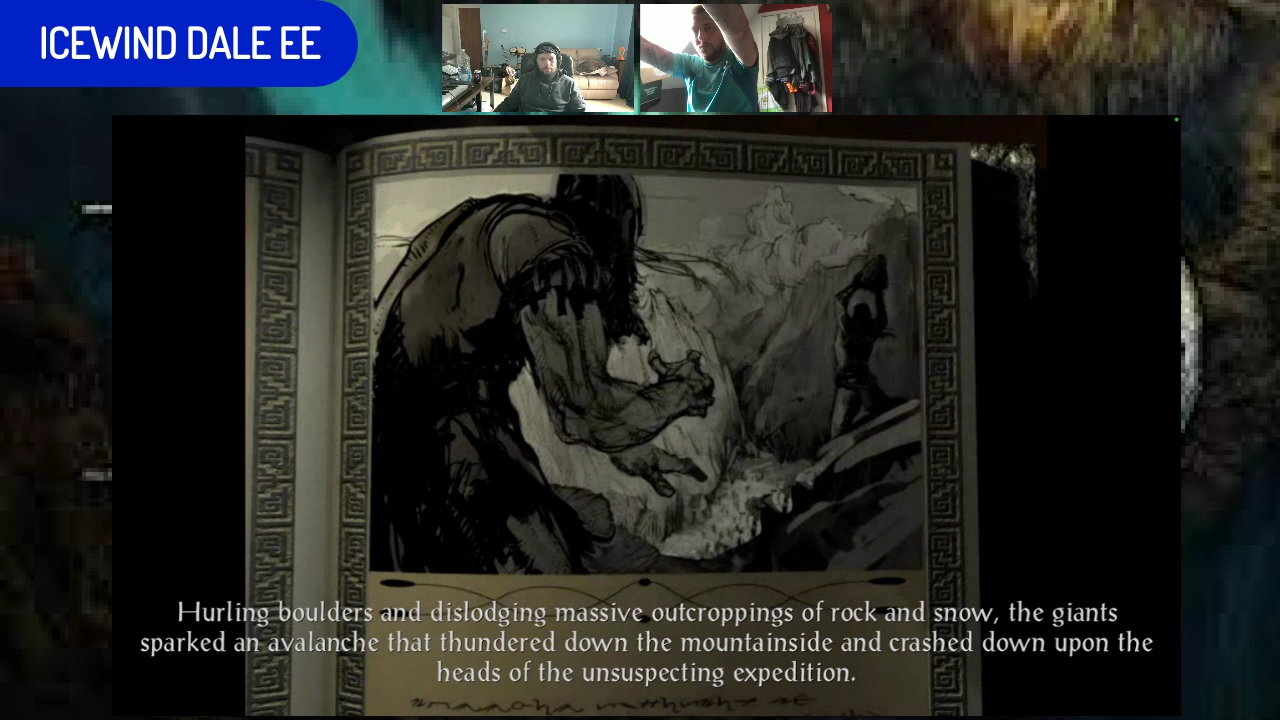 ICEWIND DALE EE
Hurling boulders and dislodging massive outcroppings of rock and snow, the giants
sparked an avalanche that thundered down the mountainside and crashed down upon the
heads of the unsuspecting expedition.